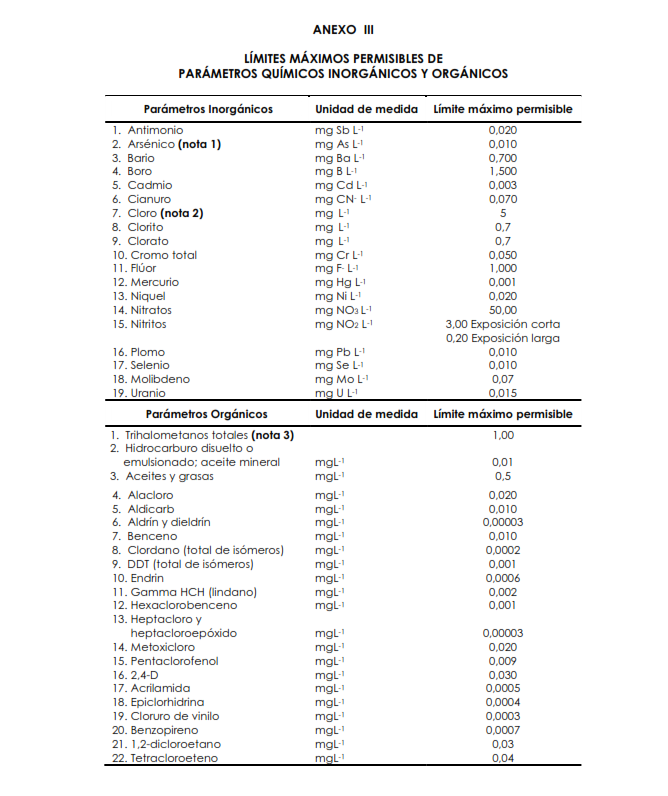 ANEXO III
LÍMITES MÁXIMOS PERMISIBLES DE
PARÁMETROS QUÍMICOS INORGÁNICOS Y ORGÁNICOS
Parámetros Inorgánicos Unidad de medida Límite máximo permisible
1. Antimonio mg Sb L-1 0,020
2. Arsénico (nota 1) mg As L-1 0,010
3. Bario mg Ba L-1 0,700
4. Boro mg B L-1 1,500
5. Cadmio mg Cd L-1 0,003
6. Cianuro mg CN- L-1 0,070
7. Cloro (nota 2) mg L-1 5
8. Clorito mg L-1 0,7
9. Clorato mg L-1 0,7
10. Cromo total mg Cr L-1 0,050
11. Flúor mg F- L-1 1,000
12. Mercurio mg Hg L-1 0,001
13. Niquel mg Ni L-1 0,020
14. Nitratos mg NO3 L-1 50,00
15. Nitritos mg NO2 L-1 3,00 Exposición corta
0,20 Exposición larga
16. Plomo mg Pb L-1 0,010
17. Selenio mg Se L-1 0,010
18. Molibdeno mg Mo L-1 0,07
19. Uranio mg U L-1 0,015
Parámetros Orgánicos Unidad de medida Límite máximo permisible
1. Trihalometanos totales (nota 3) 1,00
2. Hidrocarburo disuelto o
emulsionado; aceite mineral mgL-1 0,01
3. Aceites y grasas mgL-1 0,5
4. Alacloro mgL-1 0,020
5. Aldicarb mgL-1 0,010
6. Aldrín y dieldrín mgL-1 0,00003
7. Benceno mgL-1 0,010
8. Clordano (total de isómeros) mgL-1 0,0002
9. DDT (total de isómeros) mgL-1 0,001
10. Endrin mgL-1 0,0006
11. Gamma HCH (lindano) mgL-1 0,002
12. Hexaclorobenceno mgL-1 0,001
13. Heptacloro y
heptacloroepóxido mgL-1 0,00003
14. Metoxicloro mgL-1 0,020
15. Pentaclorofenol mgL-1 0,009
16. 2,4-D mgL-1 0,030
17. Acrilamida mgL-1 0,0005
18. Epiclorhidrina mgL-1 0,0004
19. Cloruro de vinilo mgL-1 0,0003
20. Benzopireno mgL-1 0,0007
21. 1,2-dicloroetano mgL-1 0,03
22. Tetracloroeteno mgL-1 0,04